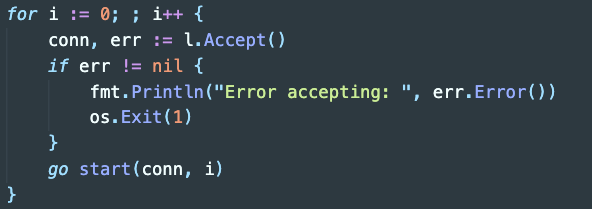 for i := 0; ; i++ {
    conn, err := l.Accept()
    if err != nil {
        fmt.Println("Error accepting: ", err.Error())
        os.Exit(1)
    }
    go start(conn, i)
}